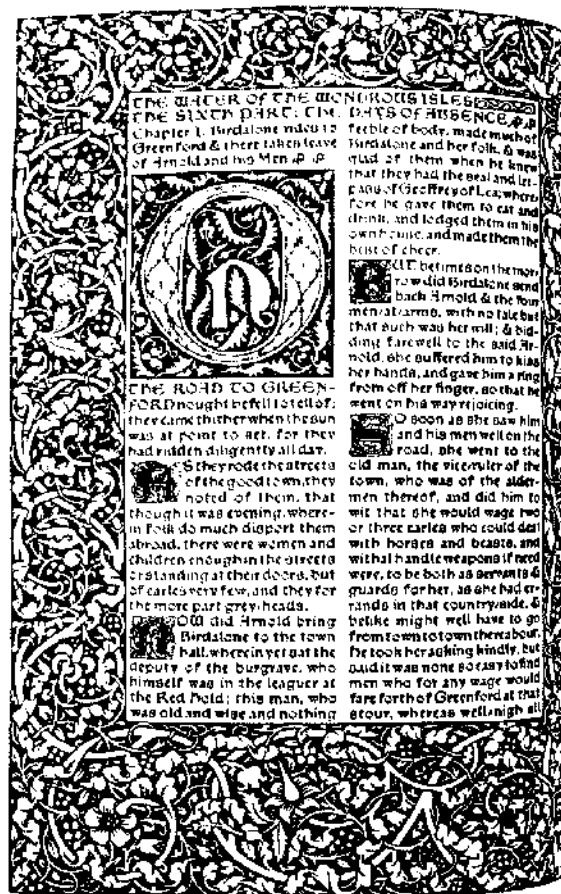 THE WATER OF THE WONDROUS ISLES
THE SIXTH PART: THE DAYS OF ABSENCE
Chapter I. Birdalone rides to
Greenford & there takes leave
of Arnold and his Men
ON
THE ROAD TO GREEN-
FORD nought befell to tell of:
they came thither when the sun
was at point to set, for they
had ridden diligently all day.
AS they rode the streets
of the good town, they
noted of them, that
though it was evening, where-
in folk do much disport them
abroad, there were women and
children enough in the streets
or standing at their doors, but
of carles very few, and they for
the more part grey-heads.
NOW did Arnold bring
Birdalone to the town
hall, wherein yet sat the
deputy of the burgrave, who
himself was in the leaguer at
the Red Hold; this man, who
was old and wise and nothing
feeble of body, made much of
Birdalone and her folk, & was
glad of them when he knew
that they had the seal and let-
pass of Geoffrey of Lea; where-
fore he gave them to eat and
drink, and lodged them in his
own house, and made them the
best of cheer.
BUT betimes on the mor-
row did Birdalone send
back Arnold & the four
men-at-arms, with no tale but
that such was her will; & bid-
ding farewell to the said Ar-
nold, she suffered him to kiss
her hands, and gave him a ring
from off her finger, so that he
went on his way rejoicing.
SO soon as she saw him
and his men well on the
road, she went to the
old man, the vice-ruler of the
town, who was of the alder-
men thereof, and did him to
wit that she would wage two
or three carles who could deal
with horses and beasts, and
withal handle weapons if need
were, to be both as servants &
guards for her, as she had er-
rands in that countryside, &
belike might well have to go
from town to town thereabout.
He took her asking kindly, but
said it was none so easy to find
men who for any wage would
fare forth of Greenford at that
stour, whereas wellnigh all